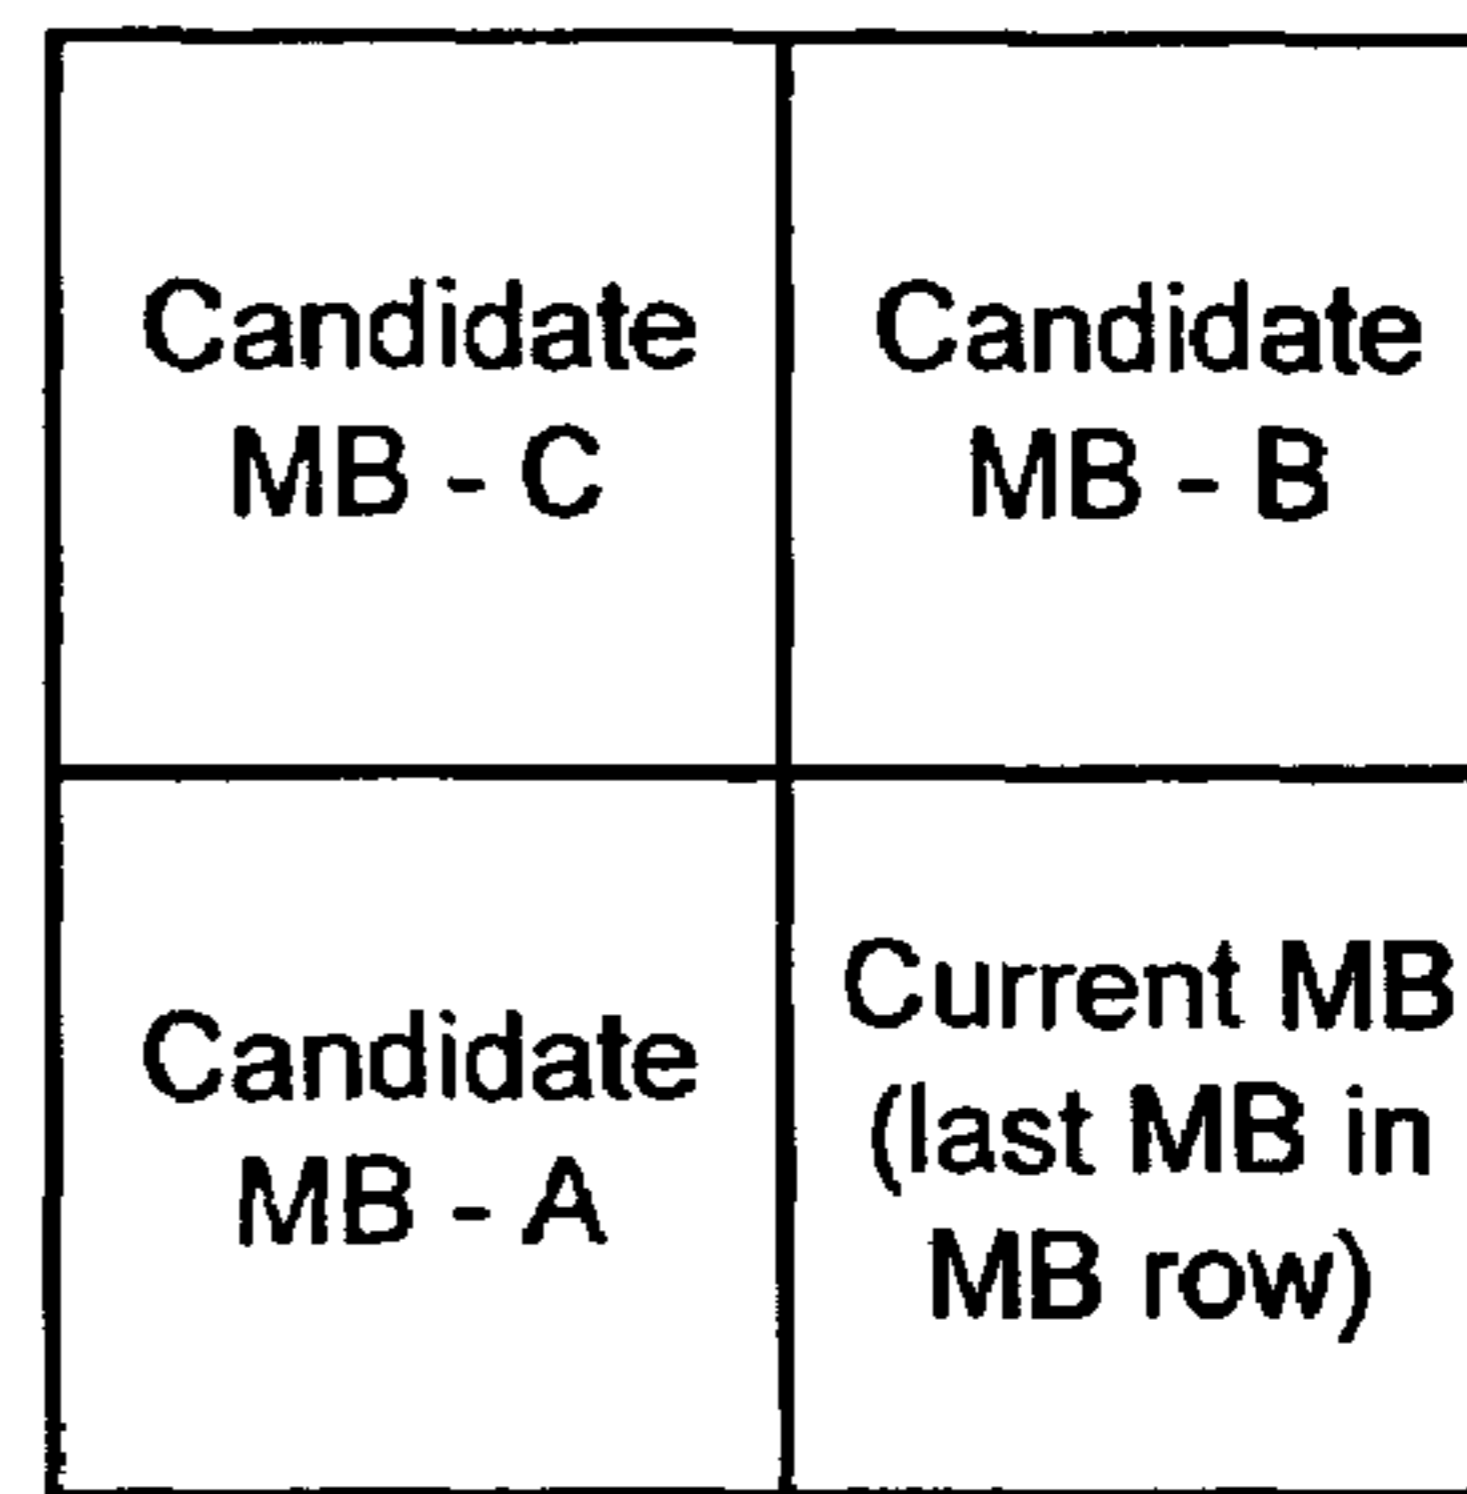 Candidate
MB - C
Candidate
MB - B
Candidate
MB - A
Current MB
(last MB in
MB row)